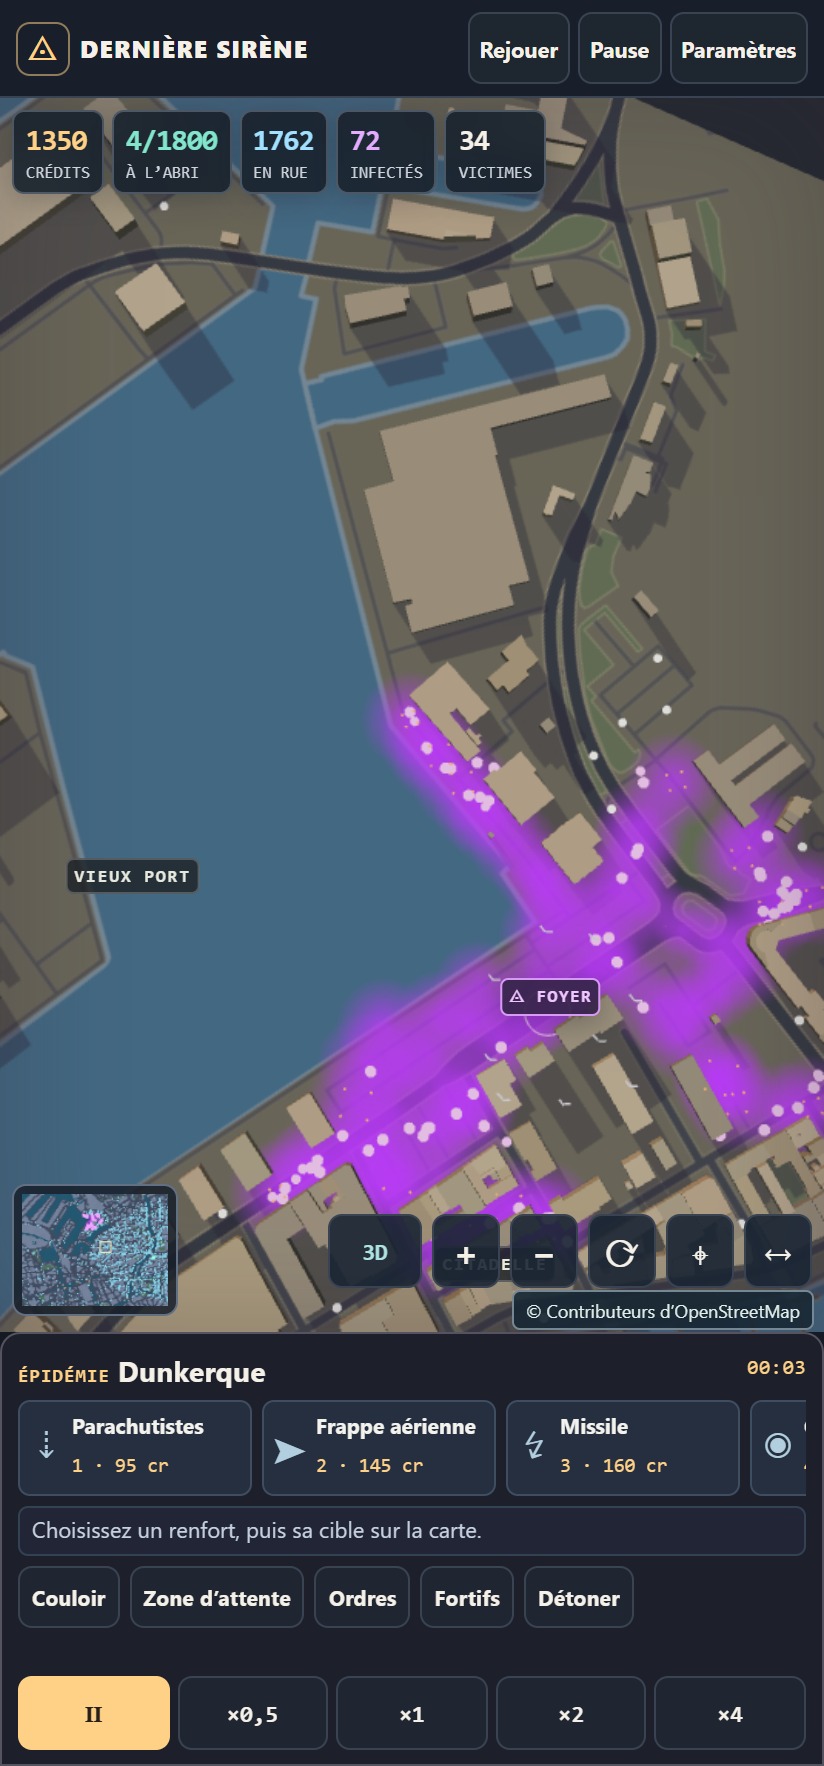 DERNIÈRE SIRÈNE
Rejouer
Pause
Paramètres
1350
CRÉDITS
4/1800
À L’ABRI
1762
EN RUE
72
INFECTÉS
34
VICTIMES
VIEUX PORT
FOYER
3D
+
−
CITADELLE
© Contributeurs d’OpenStreetMap
ÉPIDÉMIE Dunkerque
00:03
Parachutistes
1 · 95 cr
Frappe aérienne
2 · 145 cr
Missile
3 · 160 cr
Choisissez un renfort, puis sa cible sur la carte.
Couloir
Zone d’attente
Ordres
Fortifs
Détoner
II
×0,5
×1
×2
×4